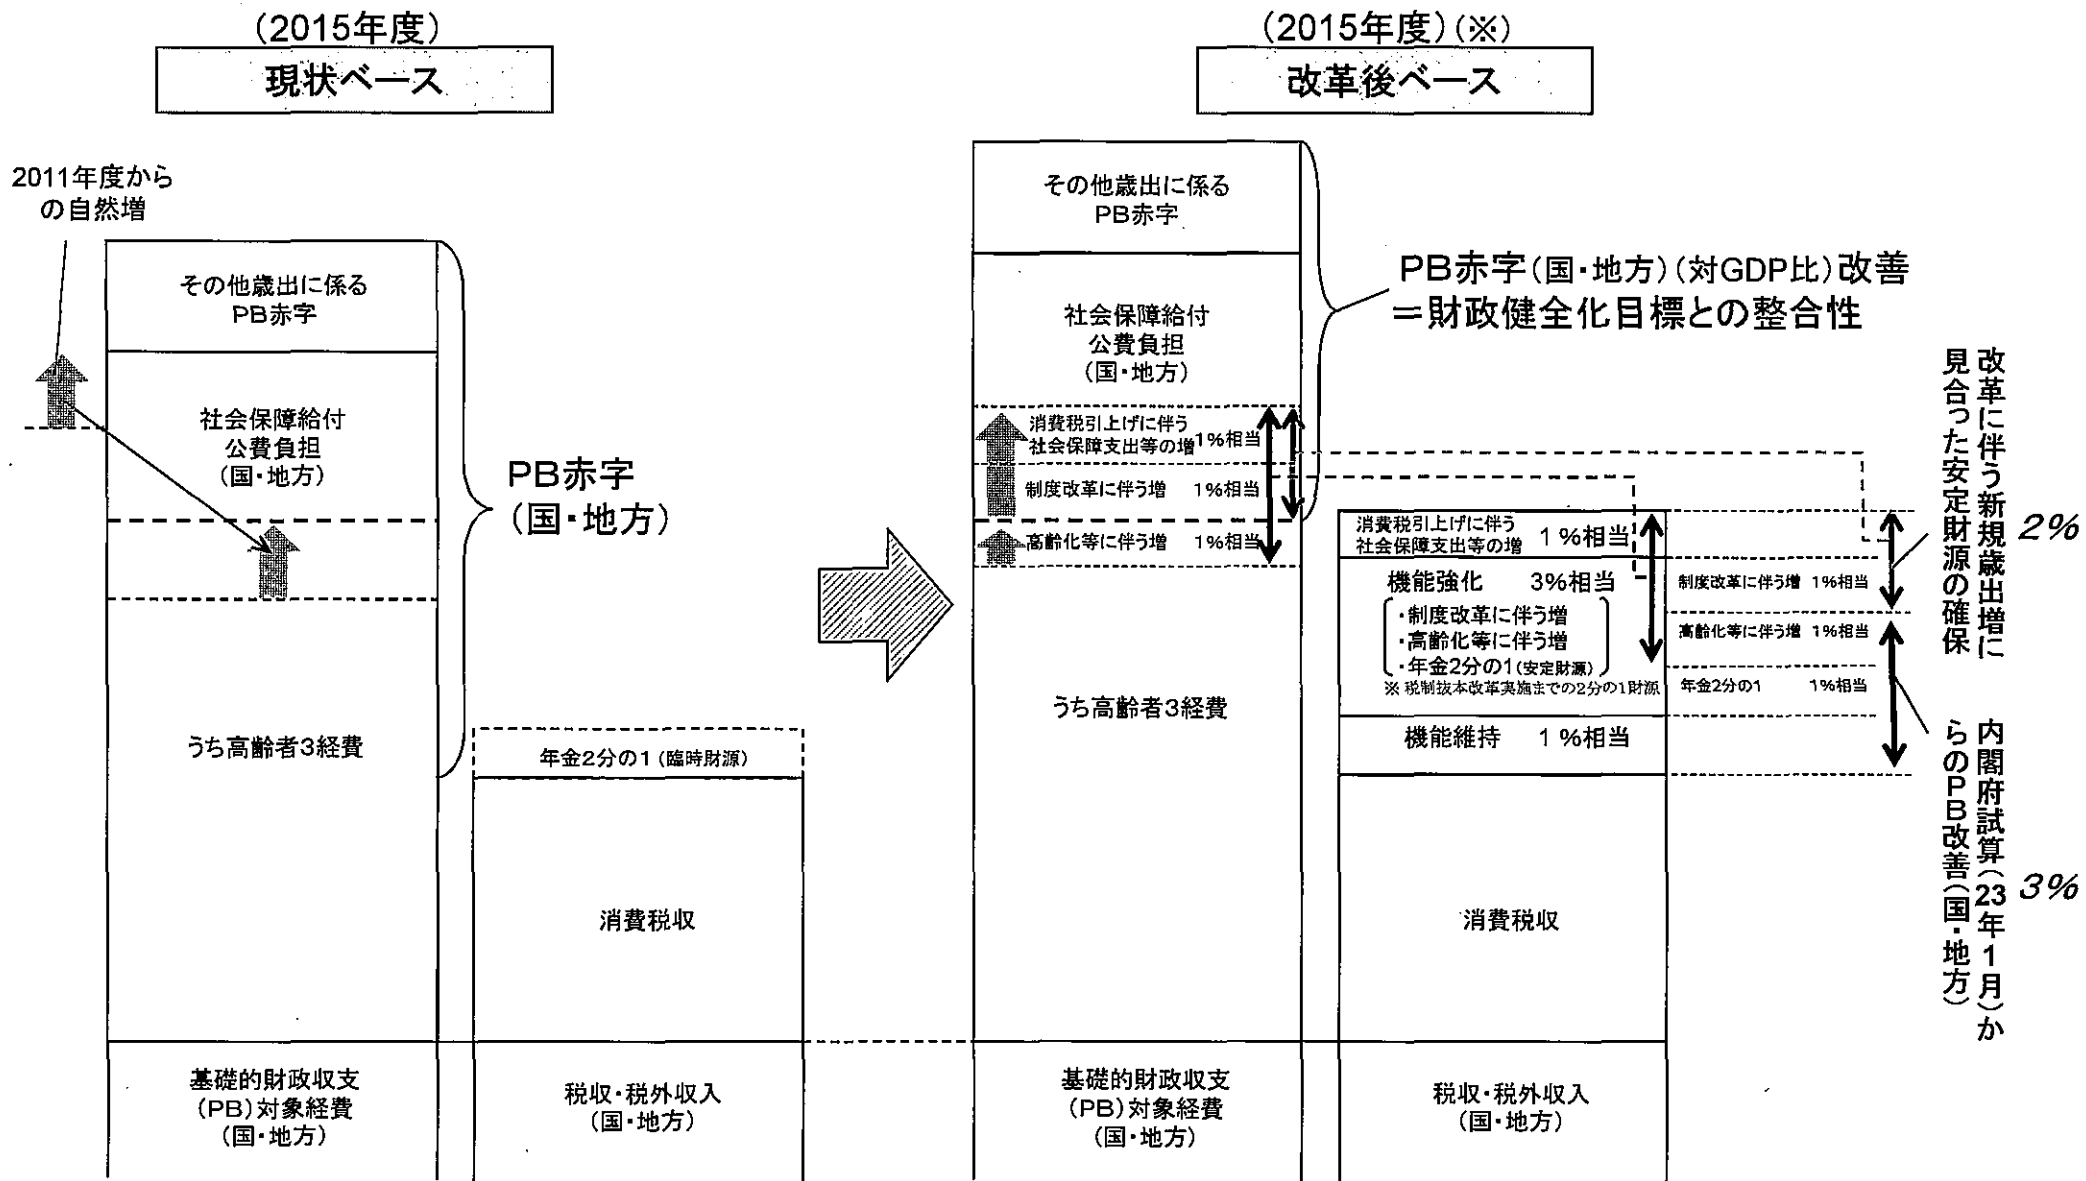 (2015年度)
現状ベース
2011年度から
の自然増
その他歳出に係る
PB赤字
社会保障給付
公費負担
(国・地方)
うち高齢者3経費
基礎的財政収支
(PB)対象経費
(国・地方)
PB赤字
(国・地方)
年金2分の1(臨時財源)
消費税収
税収・税外収入
(国・地方)
(2015年度)(※)
改革後ベース
その他歳出に係る
PB赤字
社会保障給付
公費負担
(国・地方)
消費税引上げに伴う
社会保障支出等の増 1%相当
制度改革に伴う増 1%相当
高齢化等に伴う増 1%相当
うち高齢者3経費
基礎的財政収支
(PB)対象経費
(国・地方)
PB赤字(国・地方)(対GDP比)改善
=財政健全化目標との整合性
消費税引上げに伴う
社会保障支出等の増 1%相当
機能強化 3%相当
・制度改革に伴う増
・高齢化等に伴う増
・年金2分の1(安定財源)
※税制抜本改革実施までの2分の1財源
機能維持 1%相当
消費税収
税収・税外収入
(国・地方)
制度改革に伴う増 1%相当
高齢化等に伴う増 1%相当
年金2分の1 1%相当
改革に伴う新規歳出増に
見合った安定財源の確保
2%
内閣府試算(23年1月)か
らのPB改善(国・地方)
3%